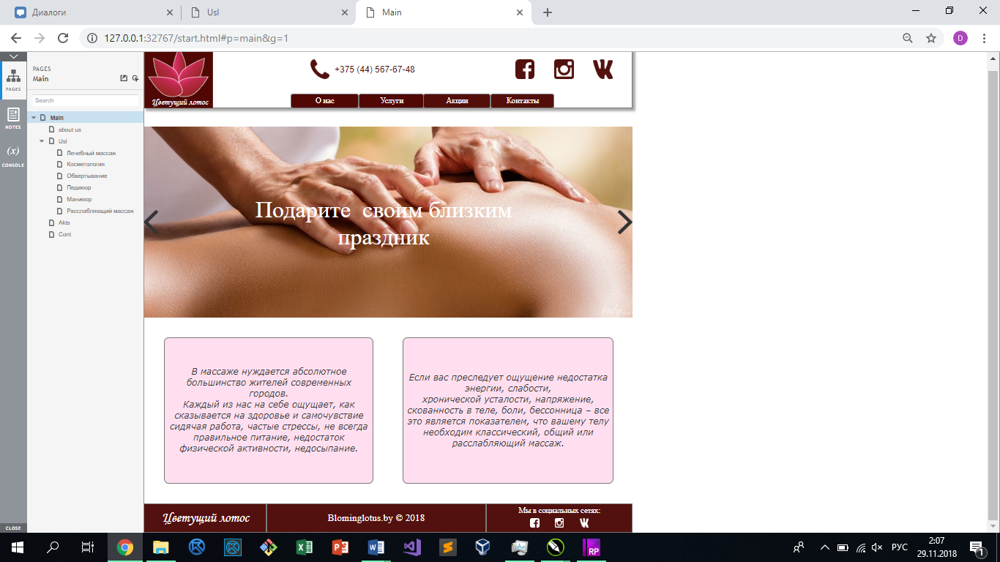 Диалоги
Usl
Main
127.0.0.1:32767/start.html#p=main&g=1
D
PAGES
Main
Search
PAGES
NOTES
(x)
CONSOLE
CLOSE
Main
about us
Usl
Лечебный массаж
Косметология
Обвертывание
Педикюр
Маникюр
Расслабляющий массаж
Akts
Cont
Цветущий лотос
+375 (44) 567-67-48
О нас
Услуги
Акции
Контакты
Подарите своим близким
праздник
В массаже нуждается абсолютное
большинство жителей современных
городов.
Каждый из нас на себе ощущает, как
сказывается на здоровье и самочувствие
сидячая работа, частые стрессы, не всегда
правильное питание, недостаток
физической активности, недосыпание.
Если вас преследует ощущение недостатка
энергии, слабости,
хронической усталости, напряжение,
скованность в теле, боли, бессонница – все
это является показателем, что вашему телу
необходим классический, общий или
расслабляющий массаж.
Цветущий лотос
Blominglotus.by © 2018
Мы в социальных сетях:
РУС
2:07
29.11.2018
1
RP